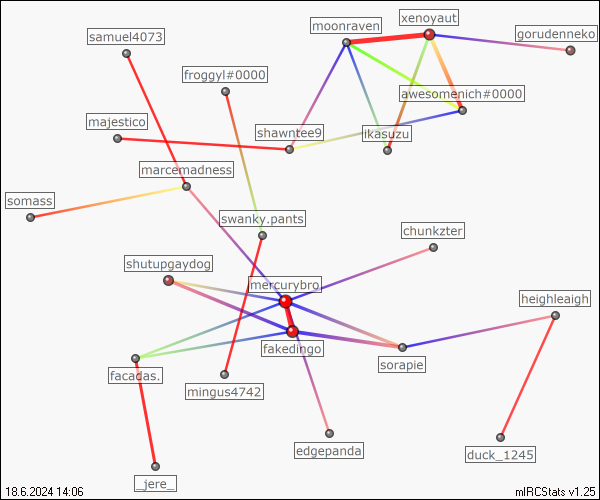 xenoyaut
moonraven
gorudenneko
samuel4073
froggyl#0000
awesomenich#0000
majestico
shawntee9
ikasuzu
marcemadness
somass
swanky.pants
chunkzter
shutupgaydog
mercurybro
heighleaigh
fakedingo
sorapie
facadas.
mingus4742
edgepanda
duck_1245
_jere_
18.6.2024 14:06
mIRCStats v1.25